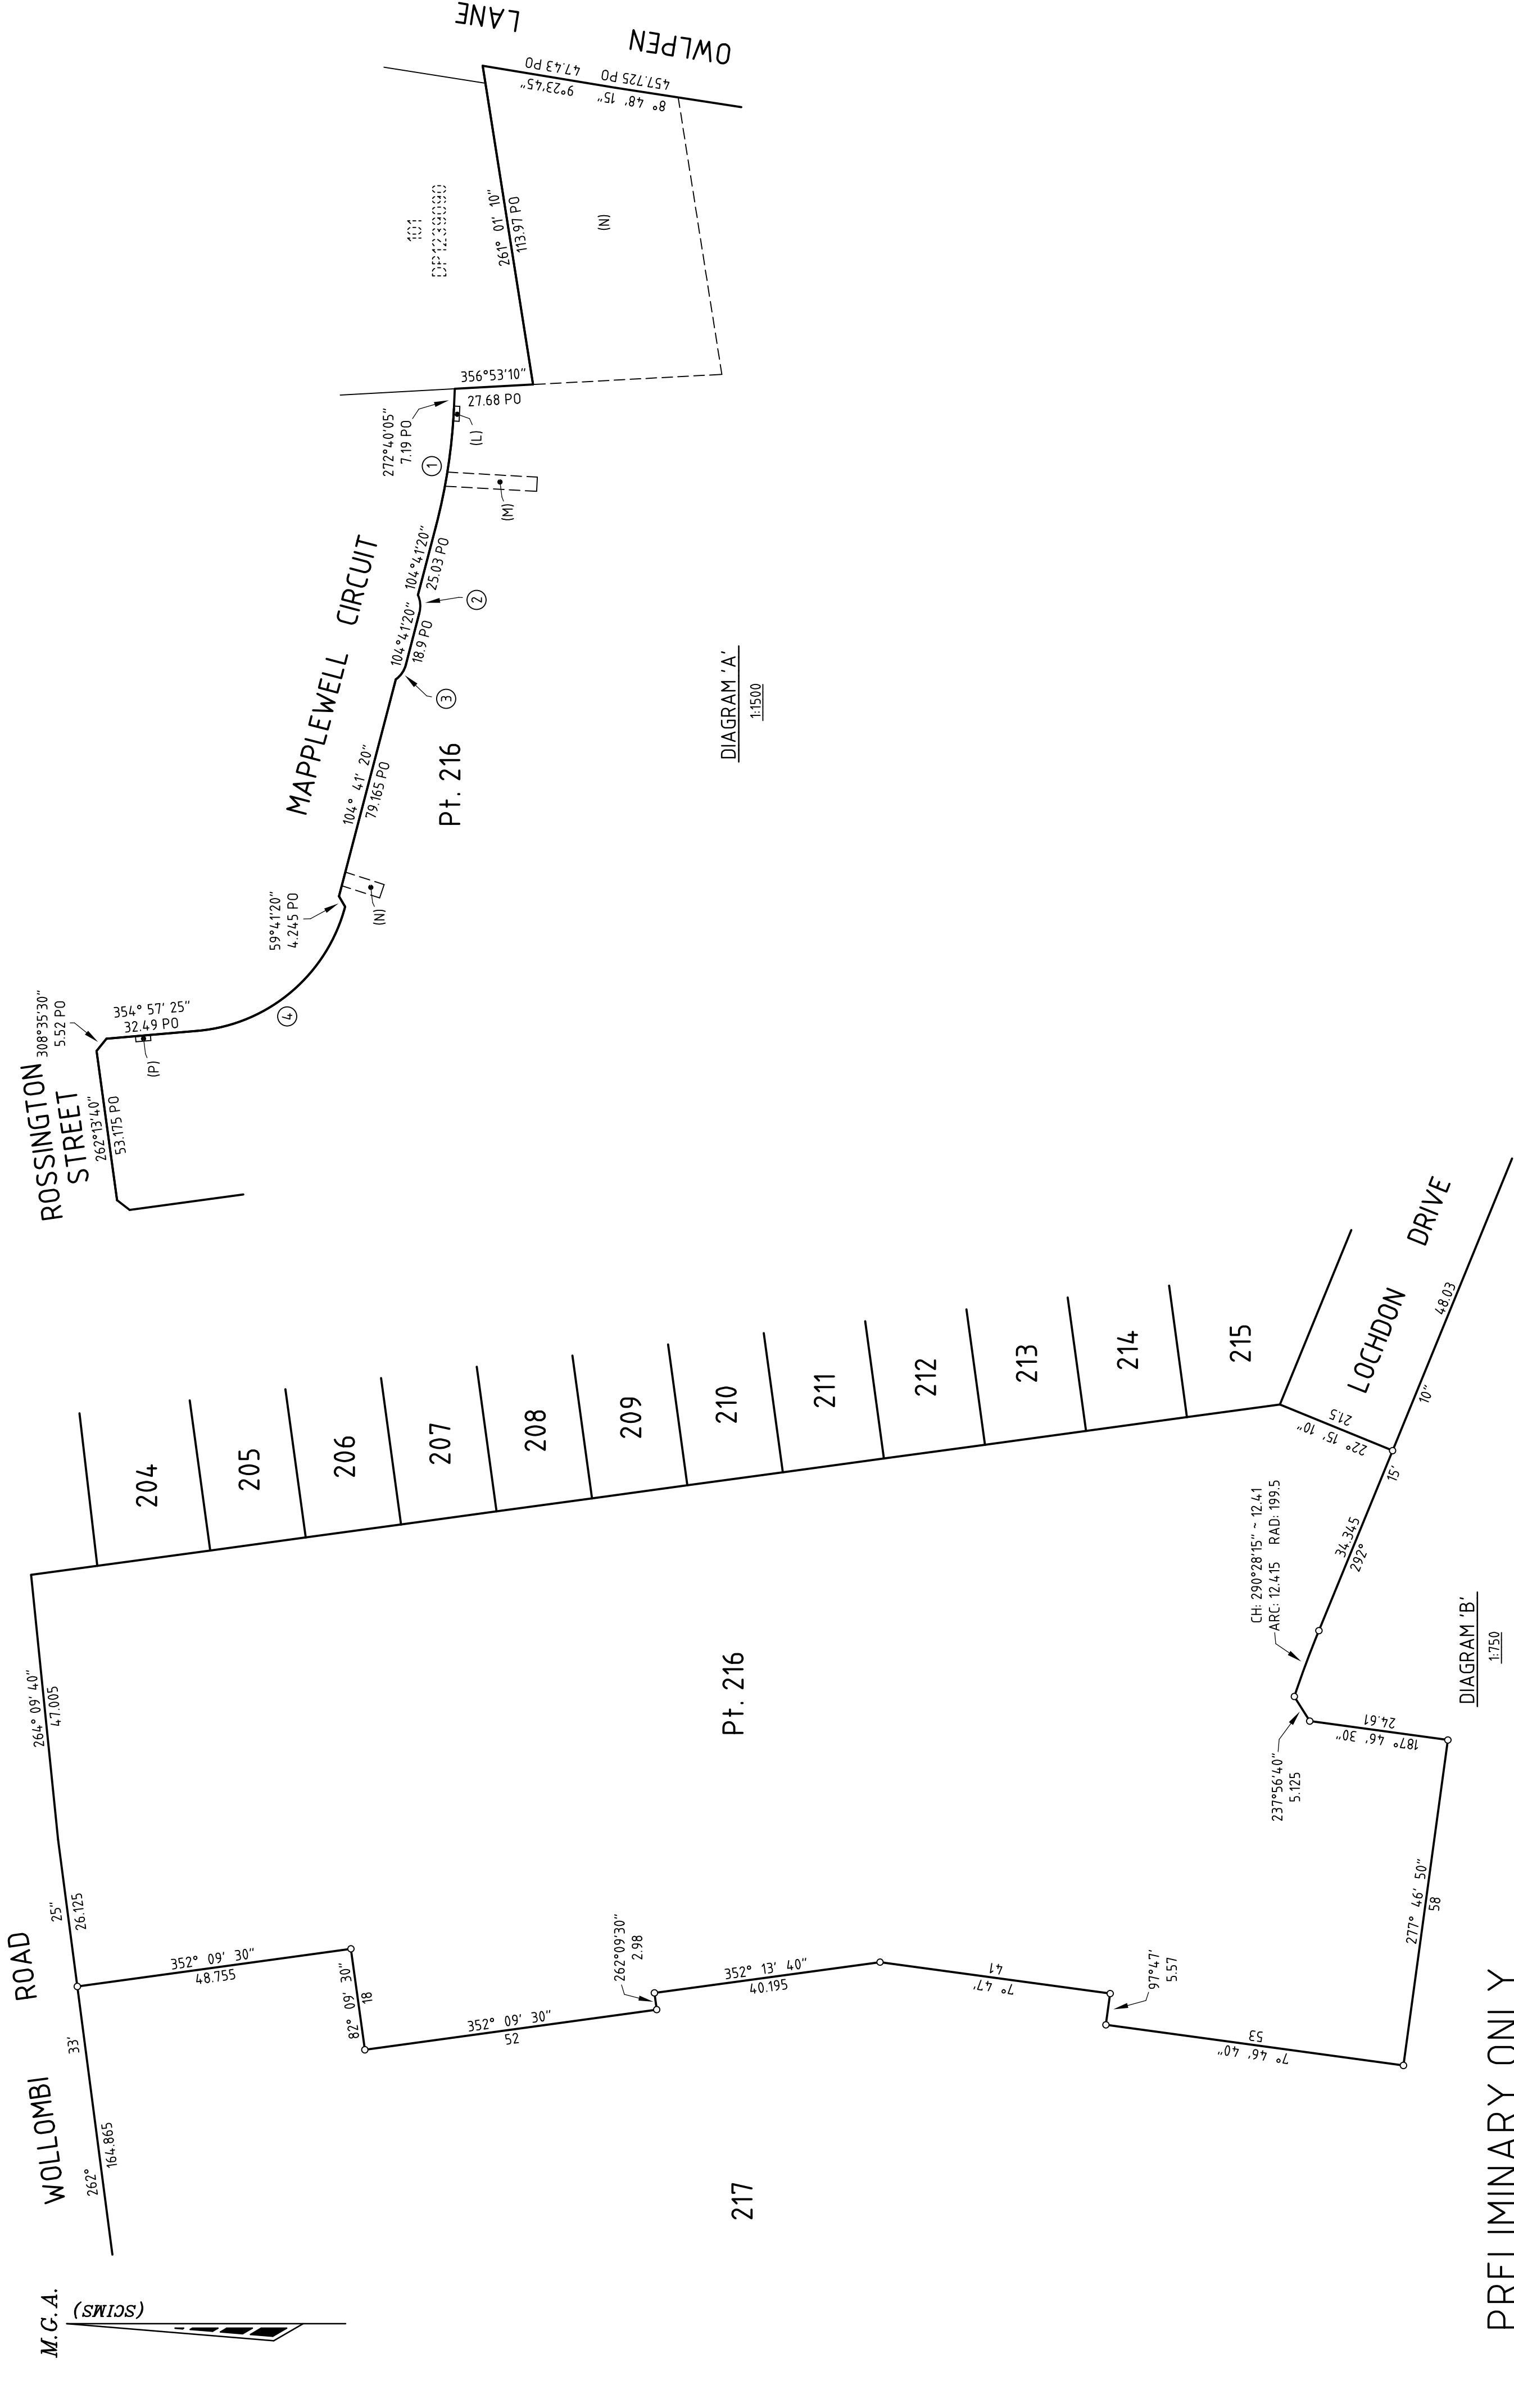 M.G.A.
(SCIMS)
WOLLOMBI ROAD
262° 33' 25"
164.865
26.125
264° 09' 40"
47.005
352° 09' 30"
48.755
82° 09' 30"
18
352° 09' 30"
52
262°09'30"
2.98
352° 13' 40"
40.195
7° 47'
41
97°47'
5.57
7° 46' 40"
53
277° 46' 50"
58
187° 46' 30"
24.61
237°56'40"
5.125
CH: 290°28'15" ~ 12.41
ARC: 12.415 RAD: 199.5
34.345
292° 15' 10"
48.03
22° 15' 10"
21.5
LOCHDON DRIVE
217
Pt. 216
204
205
206
207
208
209
210
211
212
213
214
215
DIAGRAM 'B'
1:750
PRELIMINARY ONLY
ROSSINGTON
STREET
262°13'40"
53.175 PO
308°35'30"
5.52 PO
354° 57' 25"
32.49 PO
(P)
4
59°41'20"
4.245 PO
(N)
MAPPLEWELL CIRCUIT
104° 41' 20"
79.165 PO
Pt. 216
3
104°41'20"
18.9 PO
2
104°41'20"
25.03 PO
1
(M)
(L)
272°40'05"
7.19 PO
356°53'10"
27.68 PO
101
DP1239090
261° 01' 10"
113.97 PO
(N)
9°23'45"
47.43 PO
8° 48' 15"
457.725 PO
OWLPEN LANE
DIAGRAM 'A'
1:1500